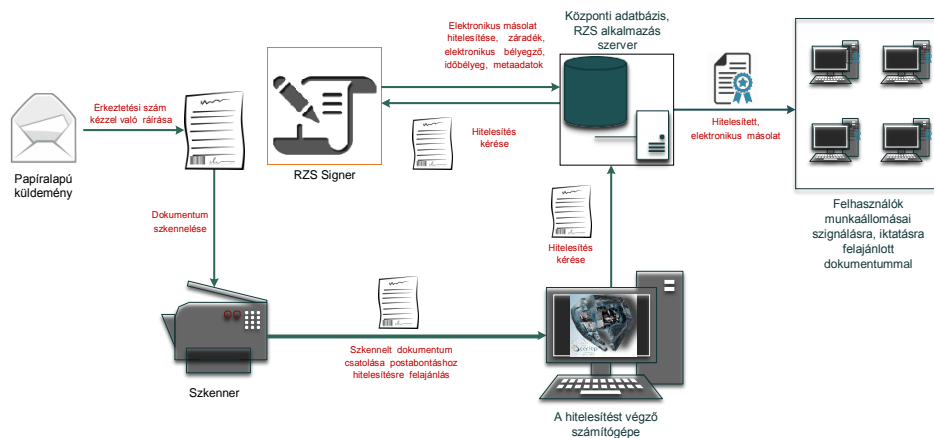 Elektronikus másolat
hitelesítése, záradék,
elektronikus bélyegző,
időbélyeg, metaadatok
Központi adatbázis,
RZS alkalmazás
szerver
Erkeztetési szám
kézzel való ráírása
Hitelesítés
kérése
Hitelesített,
elektronikus másolat
Papíralapú
küldemény
RZS Signer
Felhasználók
munkaállomásai
szignálásra, iktatásra
felajánlott
dokumentummal
Dokumentum
szkennelése
Hitelesítés
kérése
Szkennelt dokumentum
csatolása postabontáshoz
hitelesítésre felajánlás
Szkenner
A hitelesítést végző
számítógépe